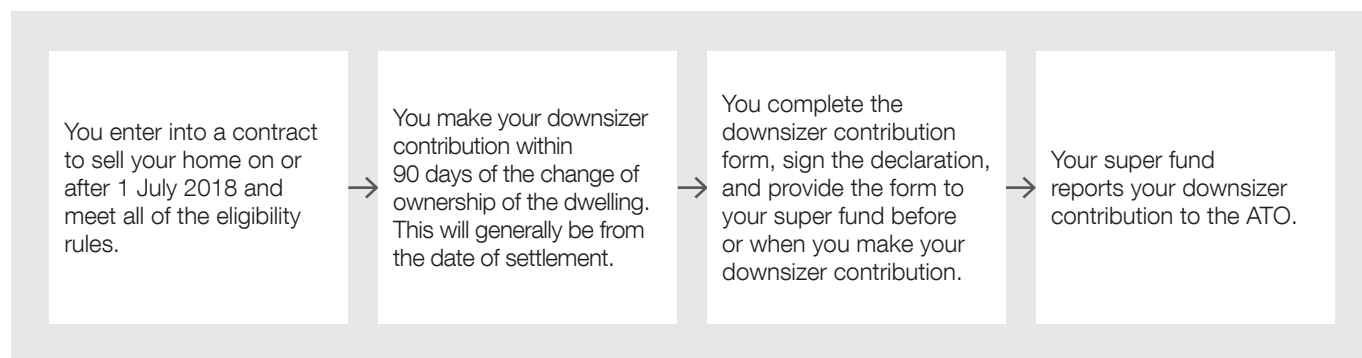 You enter into a contract
to sell your home on or
after 1 July 2018 and
meet all of the eligibility
rules.
You make your downsizer
contribution within
90 days of the change of
ownership of the dwelling.
This will generally be from
the date of settlement.
You complete the
downsizer contribution
form, sign the declaration,
and provide the form to
your super fund before
or when you make your
downsizer contribution.
Your super fund
reports your downsizer
contribution to the ATO.